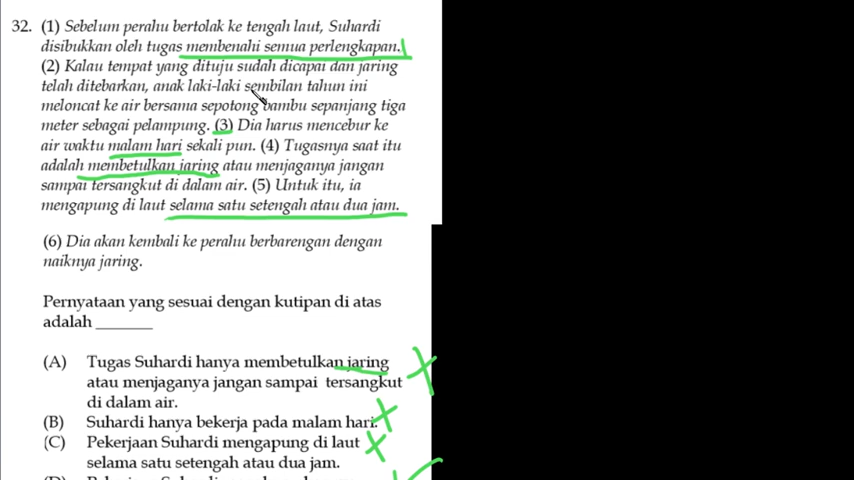 32. (1) Sebelum perahu bertolak ke tengah laut, Suhardi
disibukkan oleh tugas membenahi semua perlengkapan.
(2) Kalau tempat yang dituju sudah dicapai dan jaring
telah ditebarkan, anak laki-laki sembilan tahun ini
meloncat ke air bersama sepotong bambu sepanjang tiga
meter sebagai pelampung. (3) Dia harus mencebur ke
air waktu malam hari sekali pun. (4) Tugasnya saat itu
adalah membetulkan jaring atau menjaganya jangan
sampai tersangkut di dalam air. (5) Untuk itu, ia
mengapung di laut selama satu setengah atau dua jam.
(6) Dia akan kembali ke perahu berbarengan dengan
naiknya jaring.
Pernyataan yang sesuai dengan kutipan di atas
adalah _______
(A) Tugas Suhardi hanya membetulkan jaring
atau menjaganya jangan sampai tersangkut
di dalam air.
(B) Suhardi hanya bekerja pada malam hari.
(C) Pekerjaan Suhardi mengapung di laut
selama satu setengah atau dua jam.